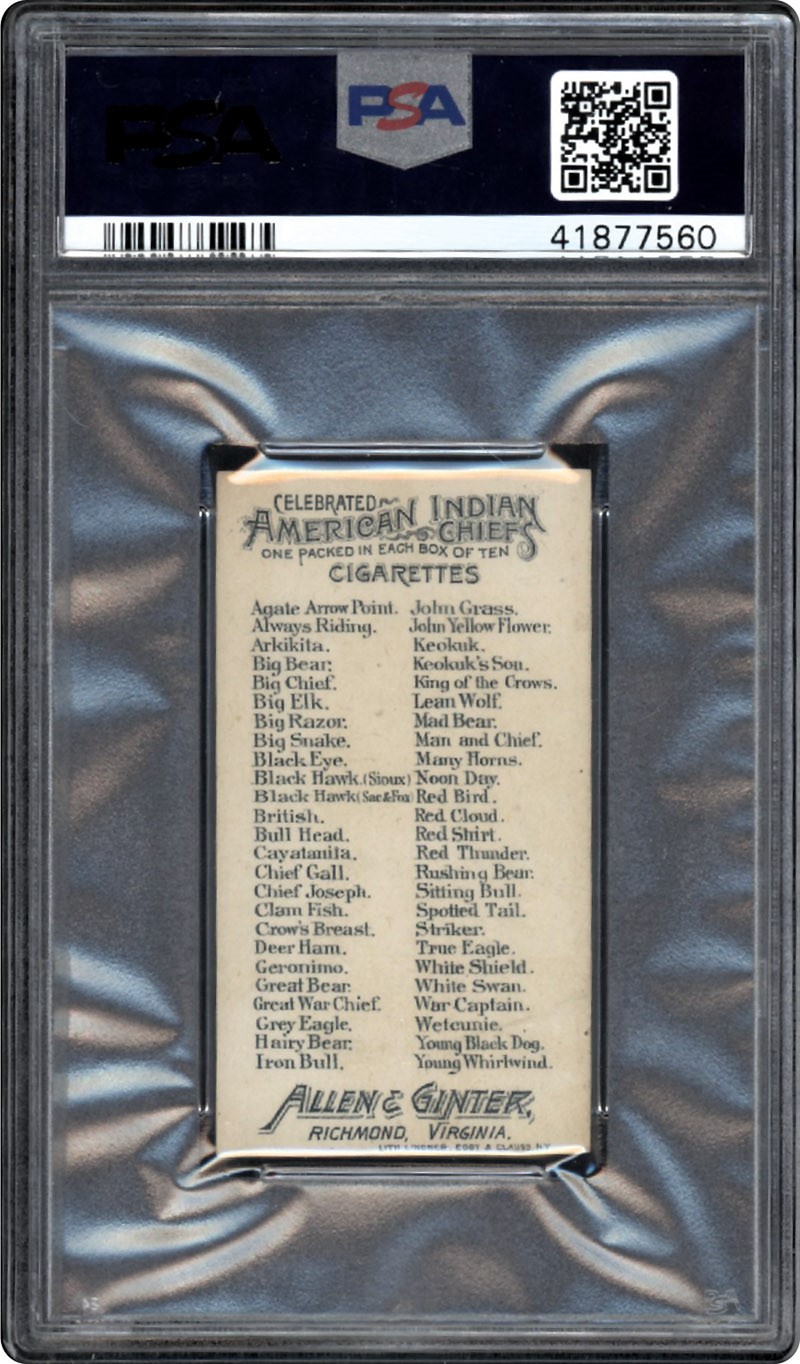 PSA
PSA
41877560
CELEBRATED
AMERICAN INDIAN
CHIEFS
ONE PACKED IN EACH BOX OF TEN
CIGARETTES
Agate Arrow Point.
Always Riding.
Arkikita.
Big Bear.
Big Chief.
Big Elk.
Big Razor.
Big Snake.
Black Eye.
Black Hawk.(Sioux)
Black Hawk(Sac&Fox
British.
Bull Head.
Cayatanita.
Chief Gall.
Chief Joseph.
Clam Fish.
Crow's Breast.
Deer Ham.
Geronimo.
Great Bear.
Great War Chief.
Grey Eagle.
Hairy Bear.
Iron Bull.
John Grass.
John Yellow Flower.
Keokuk.
Keokuk's Son.
King of the Crows.
Lean Wolf.
Mad Bear.
Man and Chief.
Many Horns.
Noon Day.
Red Bird.
Red Cloud.
Red Shirt.
Red Thunder.
Rushing Bear.
Sitting Bull.
Spotted Tail.
Striker.
True Eagle.
White Shield.
White Swan.
War Captain.
Wetcunie.
Young Black Dog.
Young Whirlwind.
ALLEN & GINTER,
RICHMOND, VIRGINIA.
LITH LINDNER, EDDY & CLAUSS. N.Y
PSA